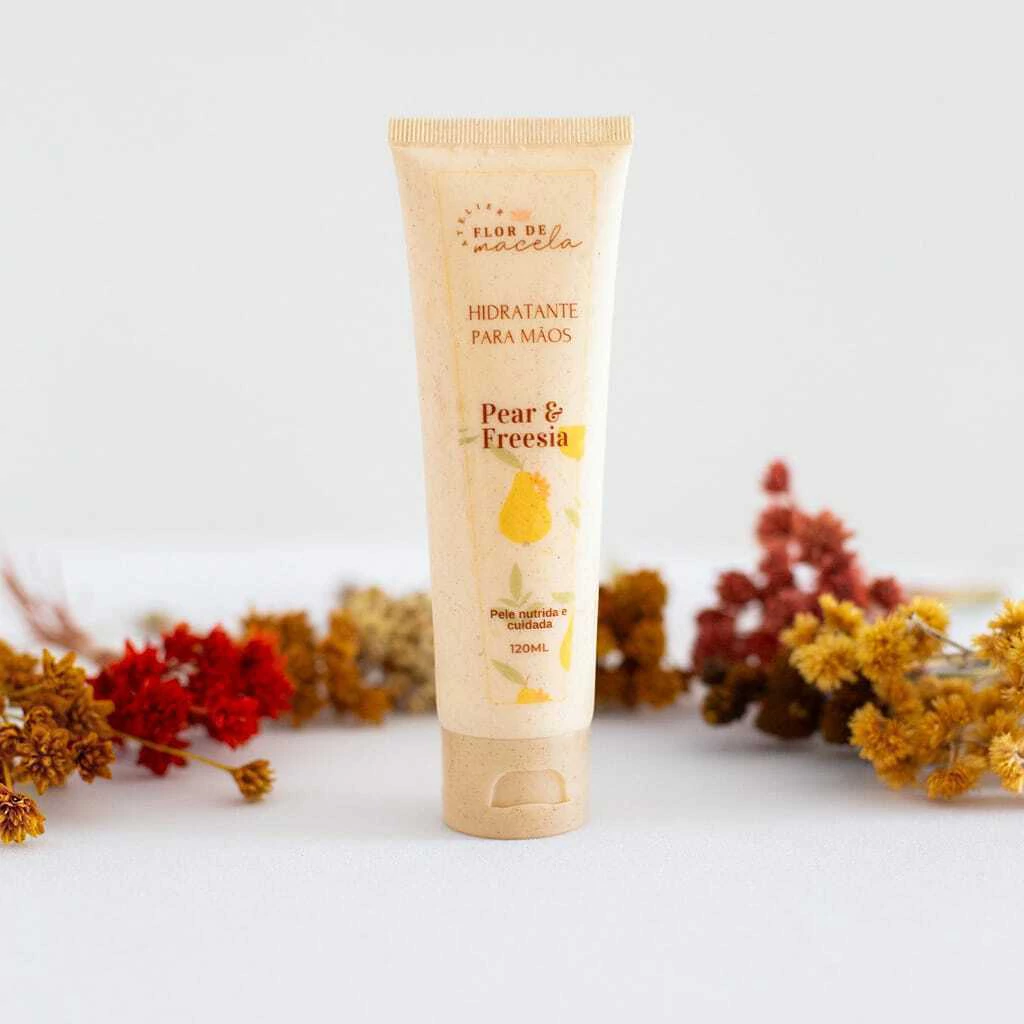 ATELIER
FLOR DE
macela
HIDRATANTE
PARA MÃOS
Pear &
Freesia
Pele nutrida e
cuidada
120ML